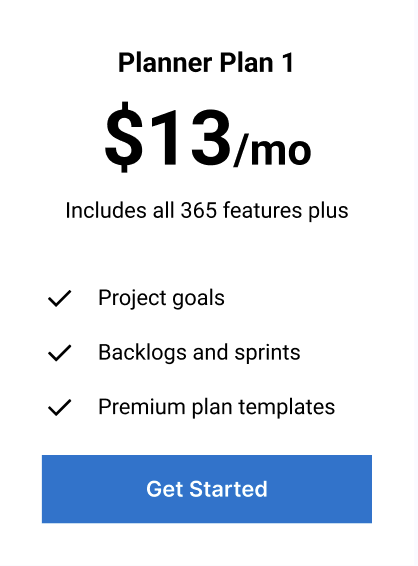 Planner Plan 1
$13/mo
Includes all 365 features plus
Project goals
Backlogs and sprints
Premium plan templates
Get Started